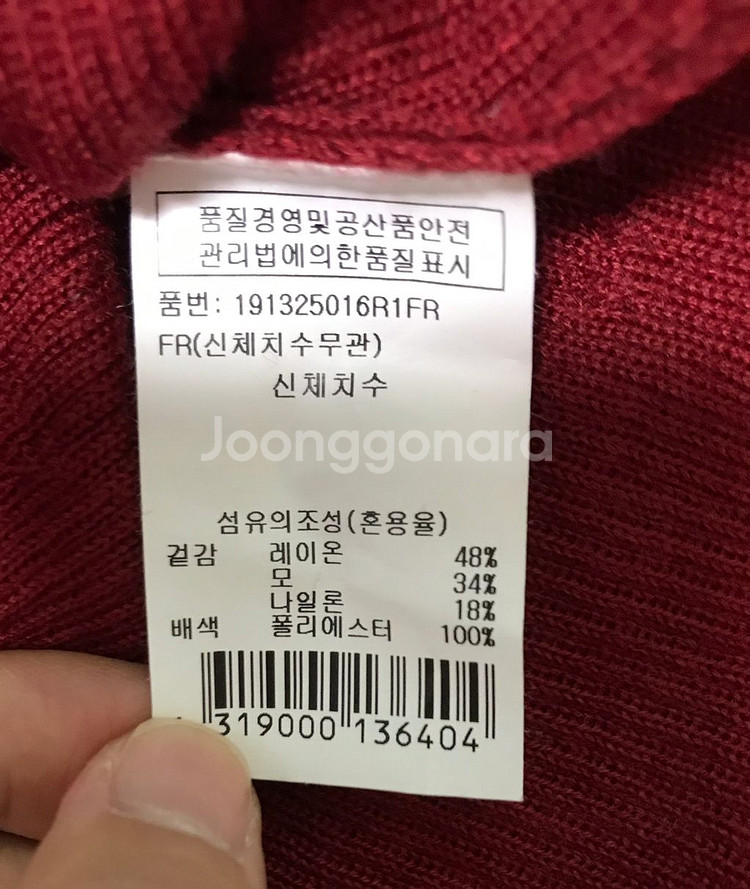 품질경영및공산품안전
관리법에의한품질표시
품번: 191325016R1FR
FR(신체치수무관)
신체치수
Joonggonara
섬유의조성(혼용율)
겉감 레이온 48%
모 34%
나일론 18%
배색 폴리에스터 100%
319000 136404